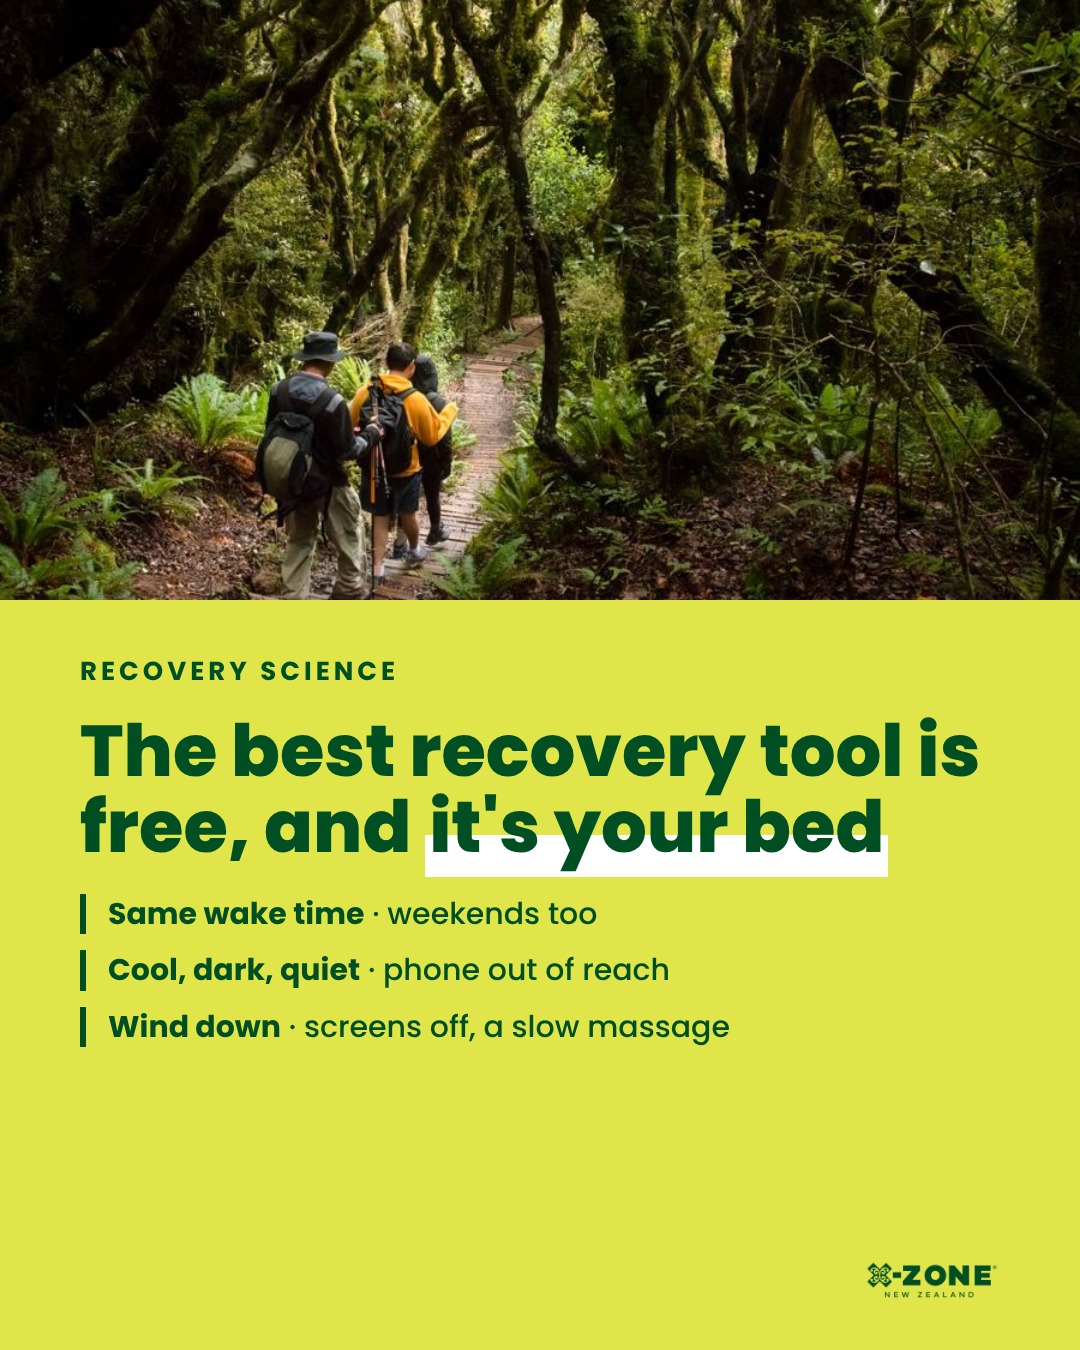 RECOVERY SCIENCE
The best recovery tool is
free, and it's your bed
Same wake time · weekends too
Cool, dark, quiet · phone out of reach
Wind down · screens off, a slow massage
X-ZONE®
NEW ZEALAND